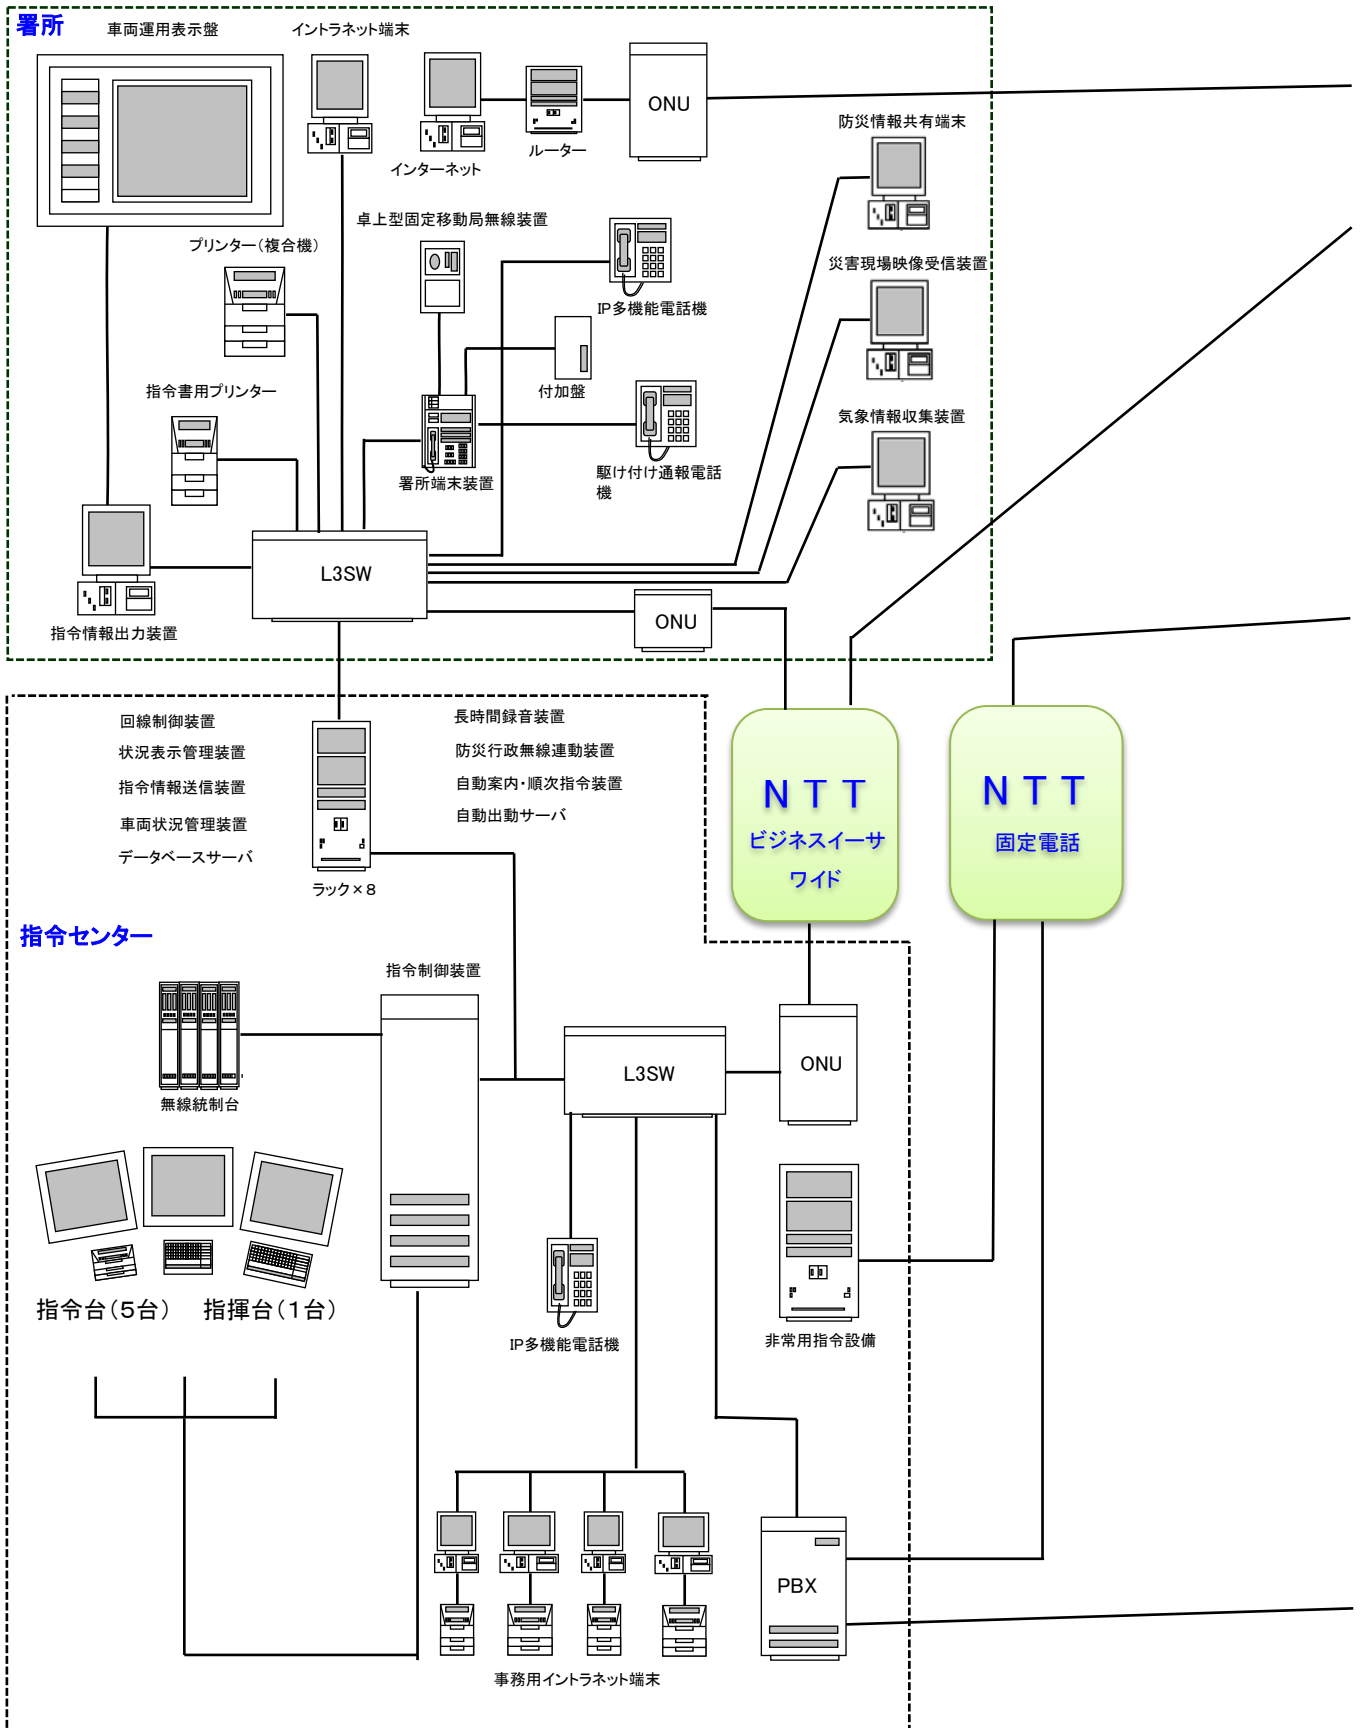 署所
車両運用表示盤
イントラネット端末
ONU
インターネット
ルーター
防災情報共有端末
卓上型固定移動局無線装置
プリンター(複合機)
災害現場映像受信装置
IP多機能電話機
指令書用プリンター
付加盤
気象情報収集装置
署所端末装置
駆け付け通報電話
機
L3SW
指令情報出力装置
ONU
回線制御装置
状況表示管理装置
指令情報送信装置
車両状況管理装置
データベースサーバ
長時間録音装置
防災行政無線連動装置
自動案内・順次指令装置
自動出動サーバ
ラック×8
NTT
ビジネスイーサ
ワイド
NTT
固定電話
指令センター
指令制御装置
無線統制台
L3SW
ONU
指令台(5台)
指揮台(1台)
IP多機能電話機
非常用指令設備
PBX
事務用イントラネット端末